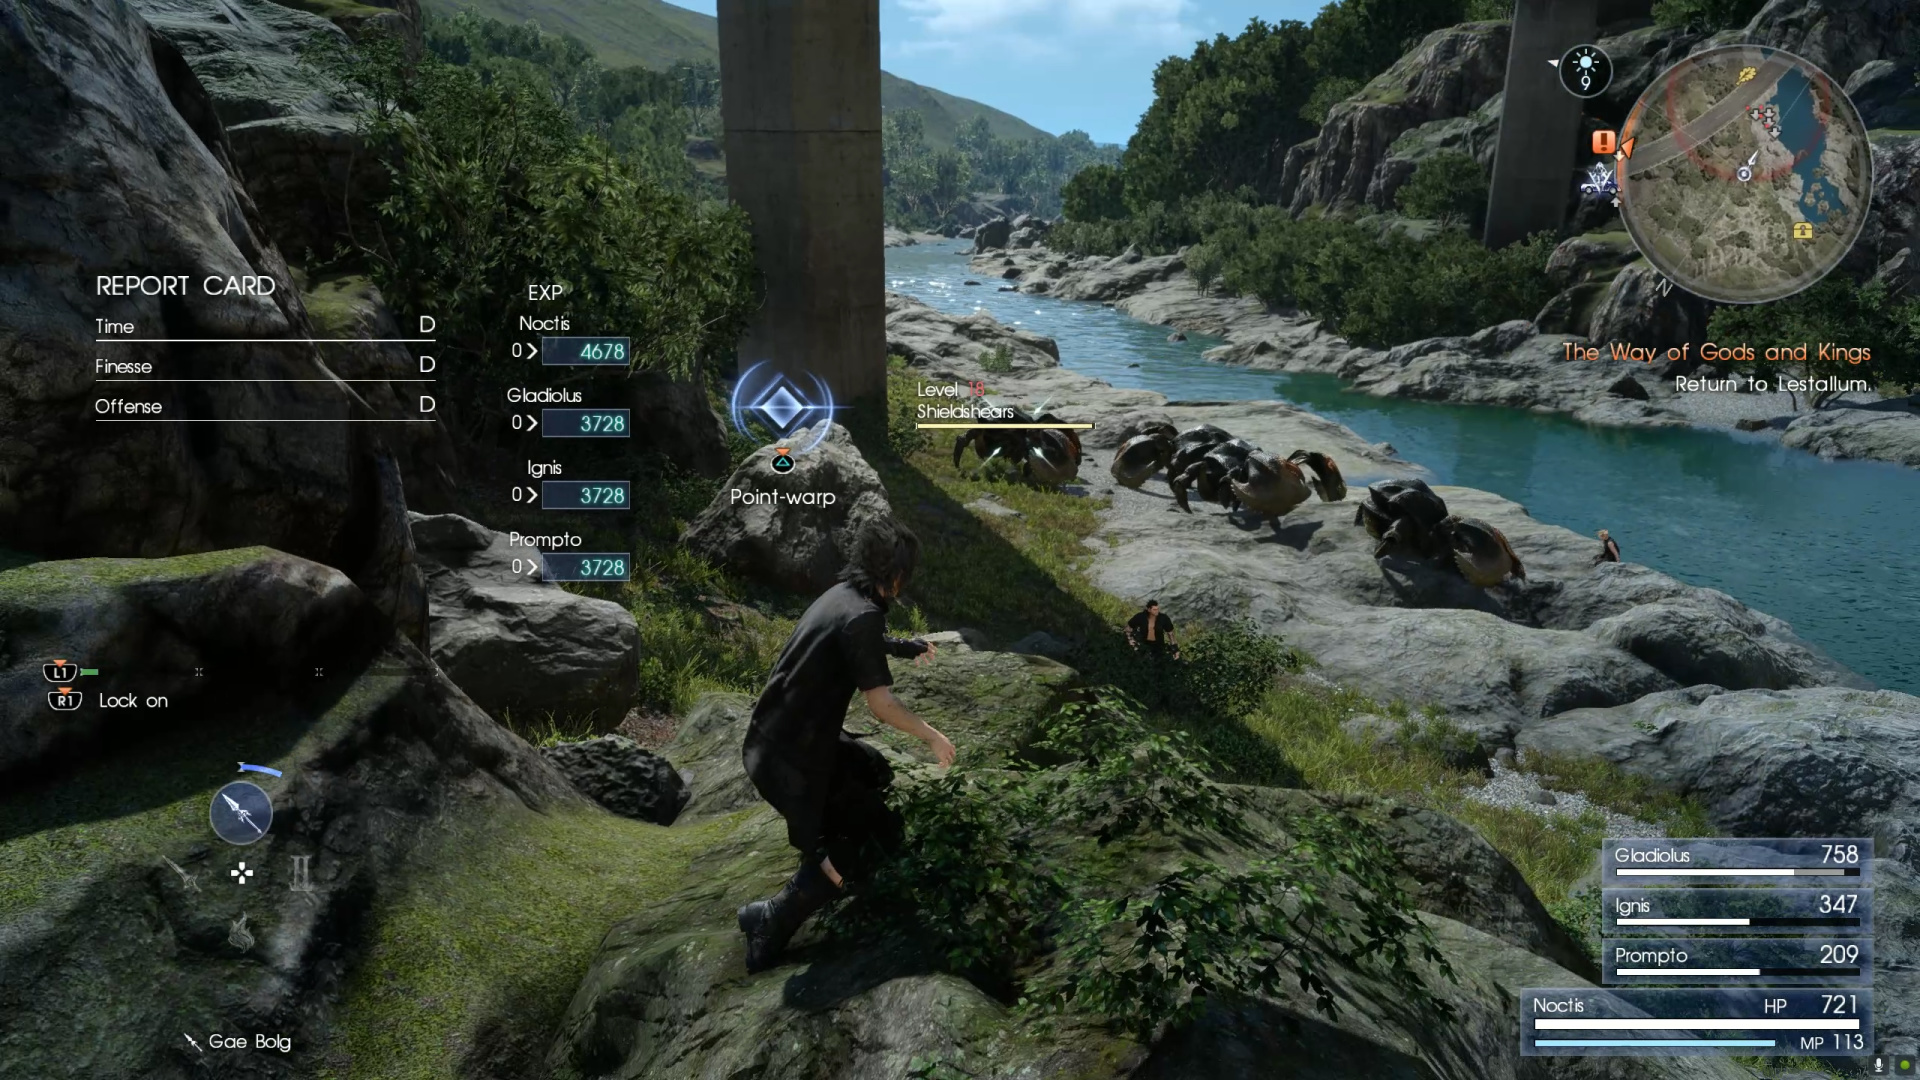 9
REPORT CARD
Time D
Finesse D
Offense D
EXP
Noctis
0 4678
Gladiolus
0 3728
Ignis
0 3728
Prompto
0 3728
Point-warp
Level 18
Shieldshears
N
The Way of Gods and Kings
Return to Lestallum.
L1
R1 Lock on
Gae Bolg
Gladiolus 758
Ignis 347
Prompto 209
Noctis HP 721
MP 113